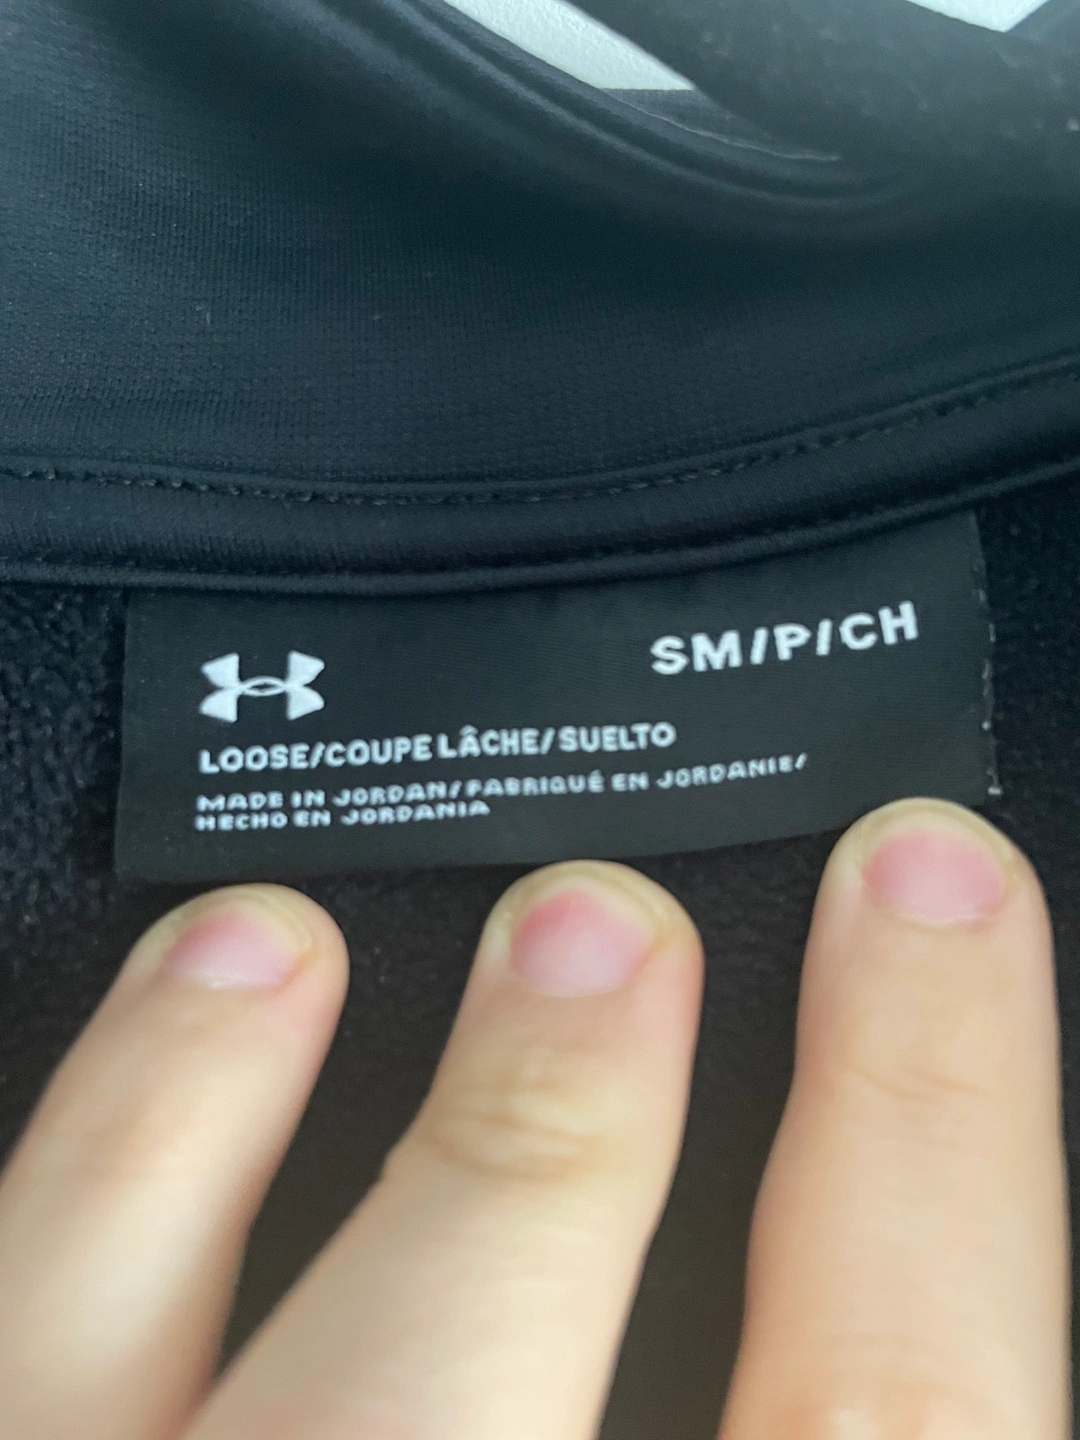 SM/P/CH
LOOSE/COUPE LÂCHE/SUELTO
MADE IN JORDAN/FABRIQUÉ EN JORDANIE/
HECHO EN JORDANIA